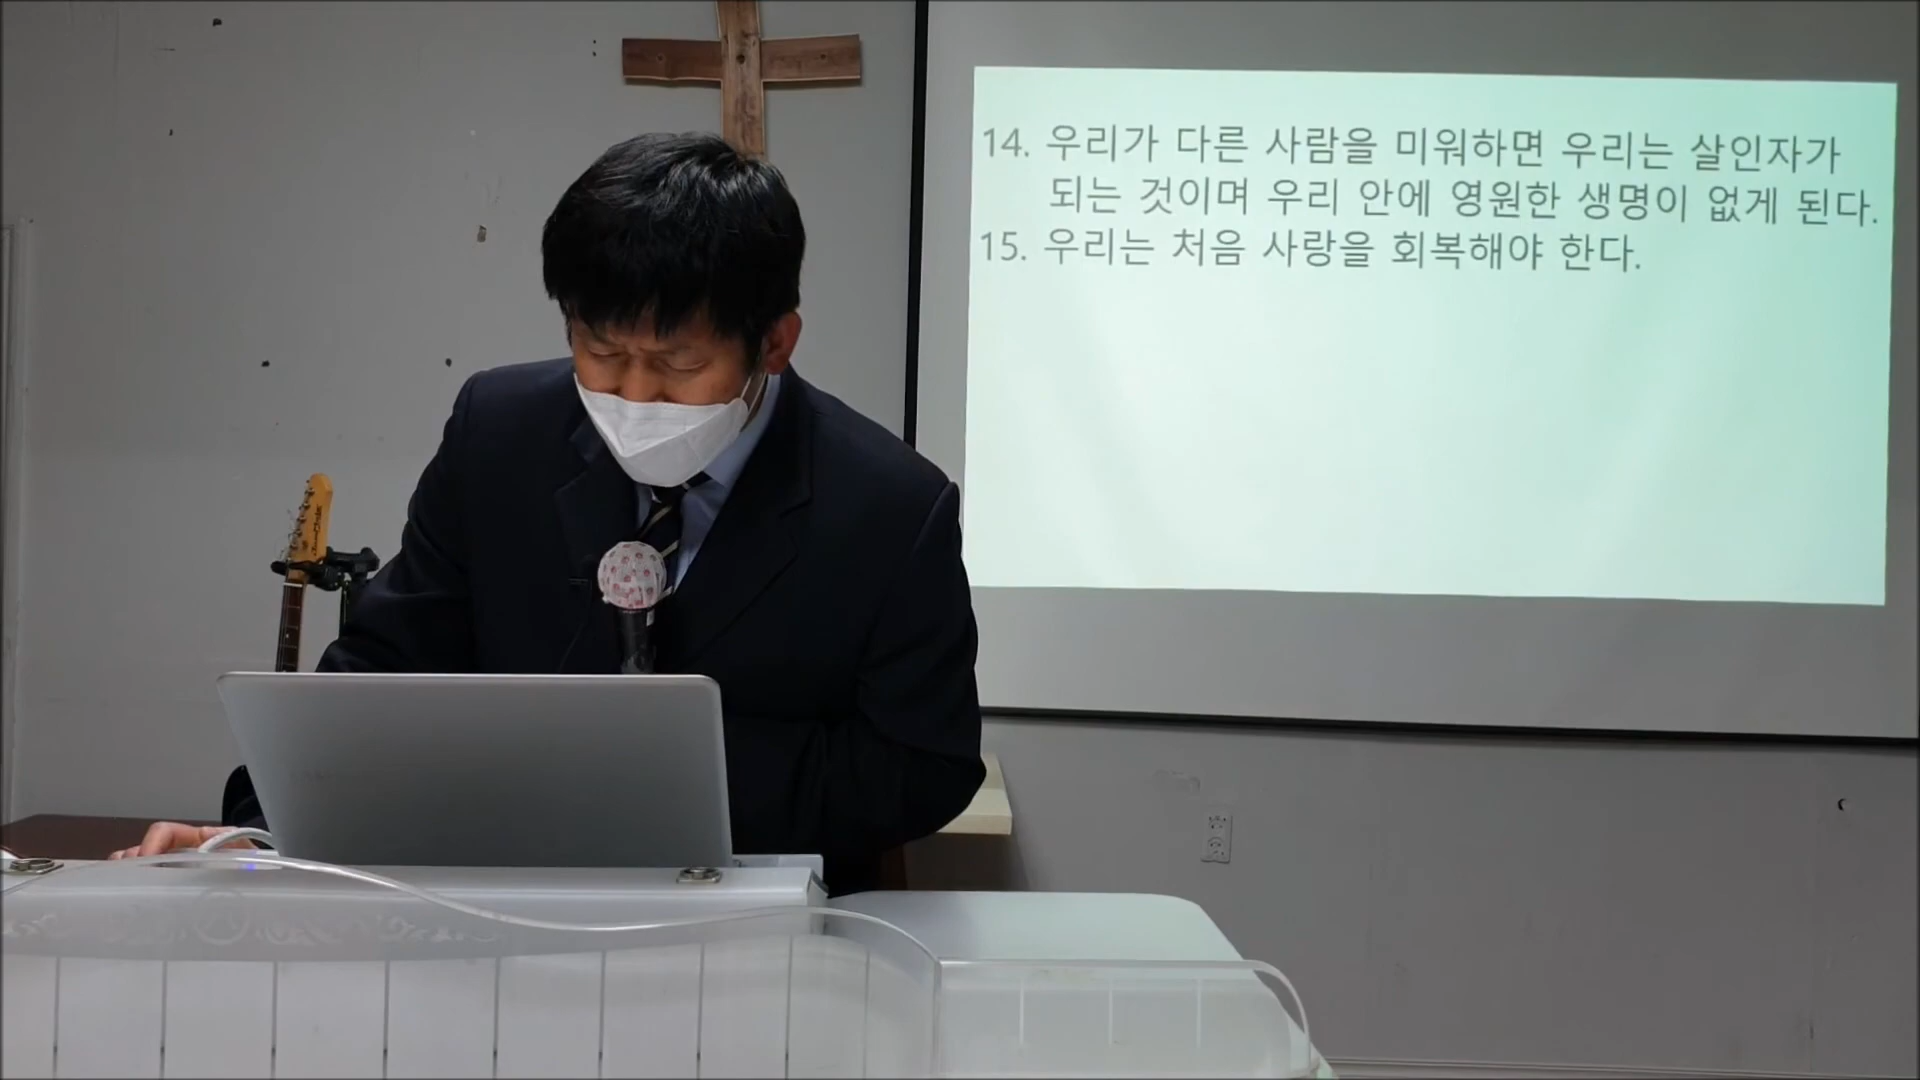 14. 우리가 다른 사람을 미워하면 우리는 살인자가
되는 것이며 우리 안에 영원한 생명이 없게 된다.
15. 우리는 처음 사랑을 회복해야 한다.